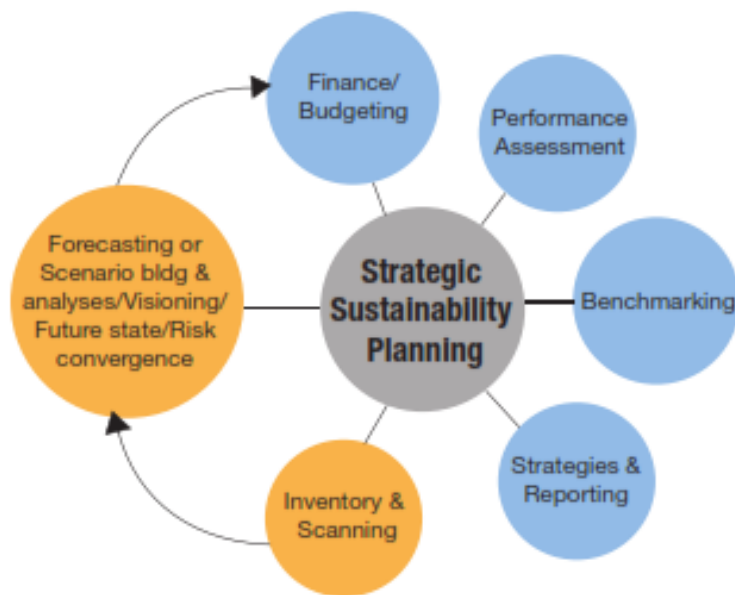 Finance/
Budgeting
Performance
Assessment
Forecasting or
Scenario bldg &
analyses/Visioning/
Future state/Risk
convergence
Strategic
Sustainability
Planning
Benchmarking
Strategies &
Reporting
Inventory &
Scanning